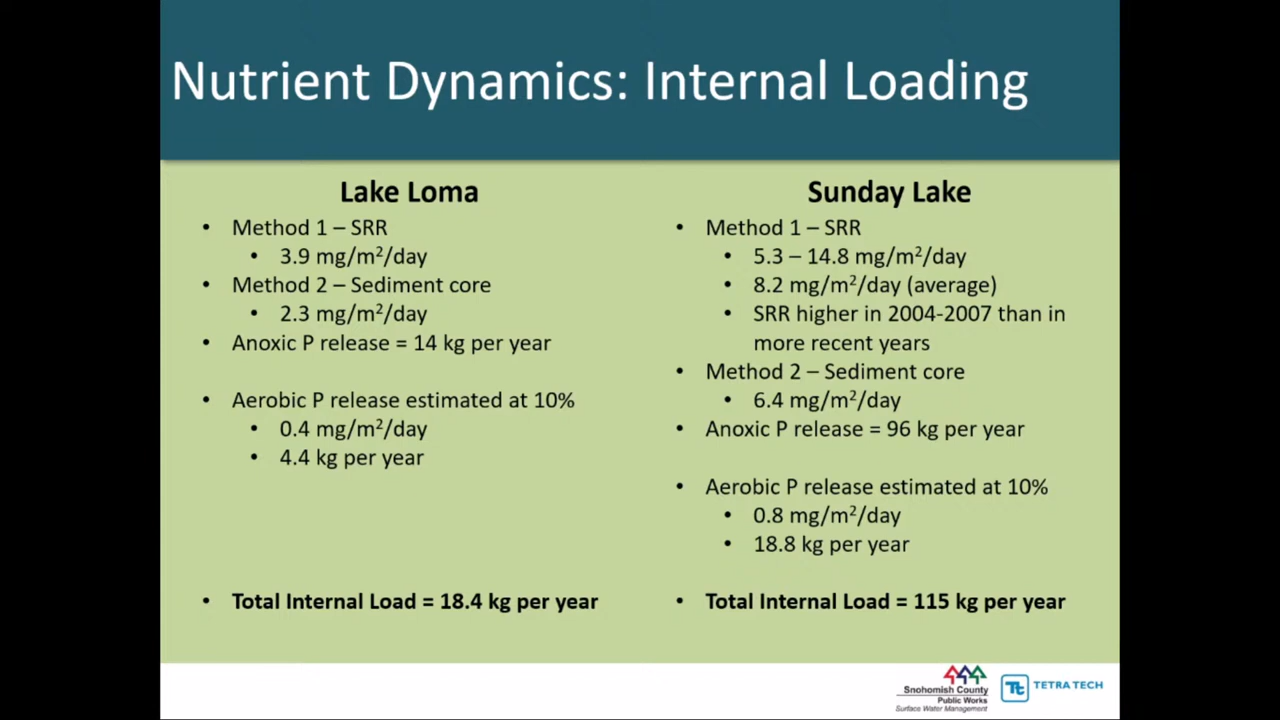 Nutrient Dynamics: Internal Loading
Lake Loma
• Method 1 – SRR
• 3.9 mg/m²/day
• Method 2 – Sediment core
• 2.3 mg/m²/day
• Anoxic P release = 14 kg per year
• Aerobic P release estimated at 10%
• 0.4 mg/m²/day
• 4.4 kg per year
• Total Internal Load = 18.4 kg per year
Sunday Lake
• Method 1 – SRR
• 5.3 – 14.8 mg/m²/day
• 8.2 mg/m²/day (average)
• SRR higher in 2004-2007 than in
more recent years
• Method 2 – Sediment core
• 6.4 mg/m²/day
• Anoxic P release = 96 kg per year
• Aerobic P release estimated at 10%
• 0.8 mg/m²/day
• 18.8 kg per year
• Total Internal Load = 115 kg per year
Snohomish County
Public Works
Surface Water Management
Tt TETRA TECH